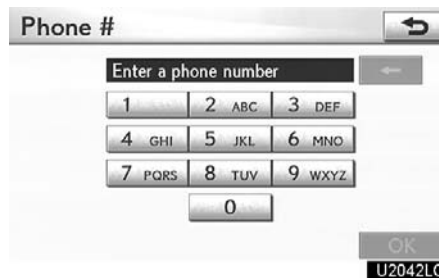 Phone #
Enter a phone number
1 2 ABC 3 DEF
4 GHI 5 JKL 6 MNO
7 PQRS 8 TUV 9 WXYZ
0
OK
U2042LC